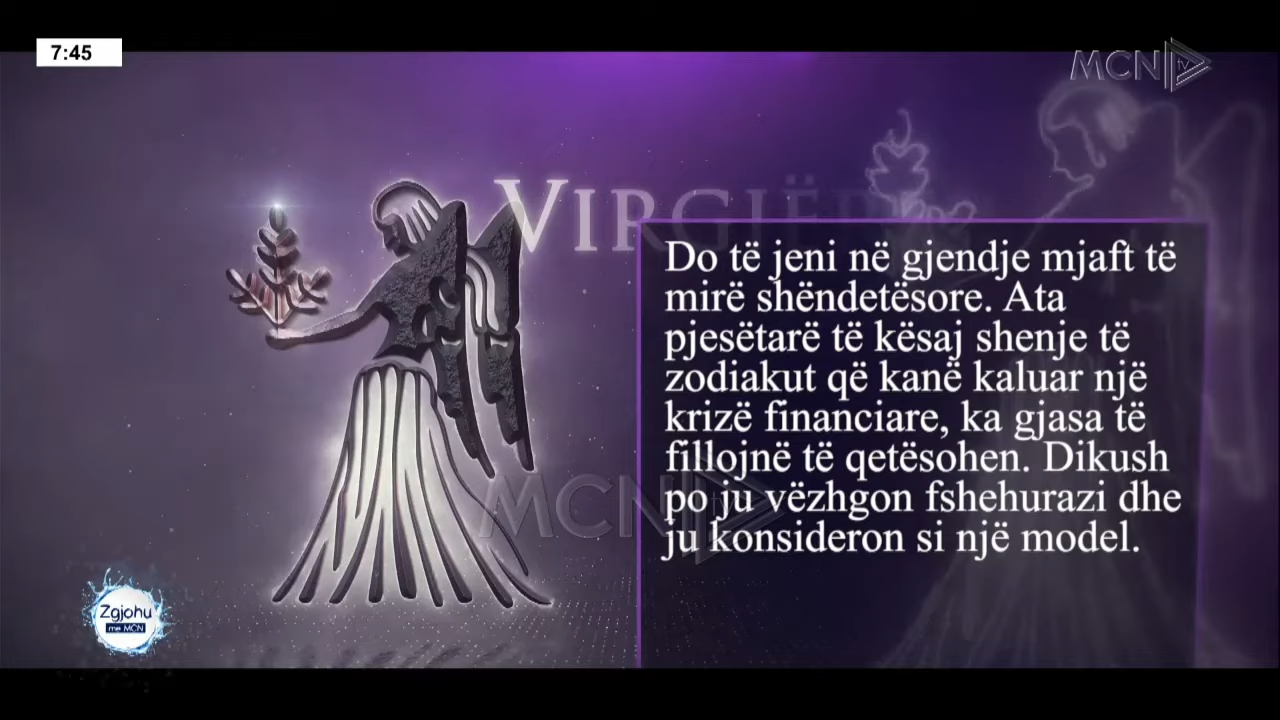 7:45
MCN tv
Do të jeni në gjendje mjaft të
mirë shëndetësore. Ata
pjesëtarë të kësaj shenje të
zodiakut që kanë kaluar një
krizë financiare, ka gjasa të
fillojnë të qetësohen. Dikush
po ju vëzhgon fshehurazi dhe
ju konsideron si një model.
MCN
Zgjohu
me MCN